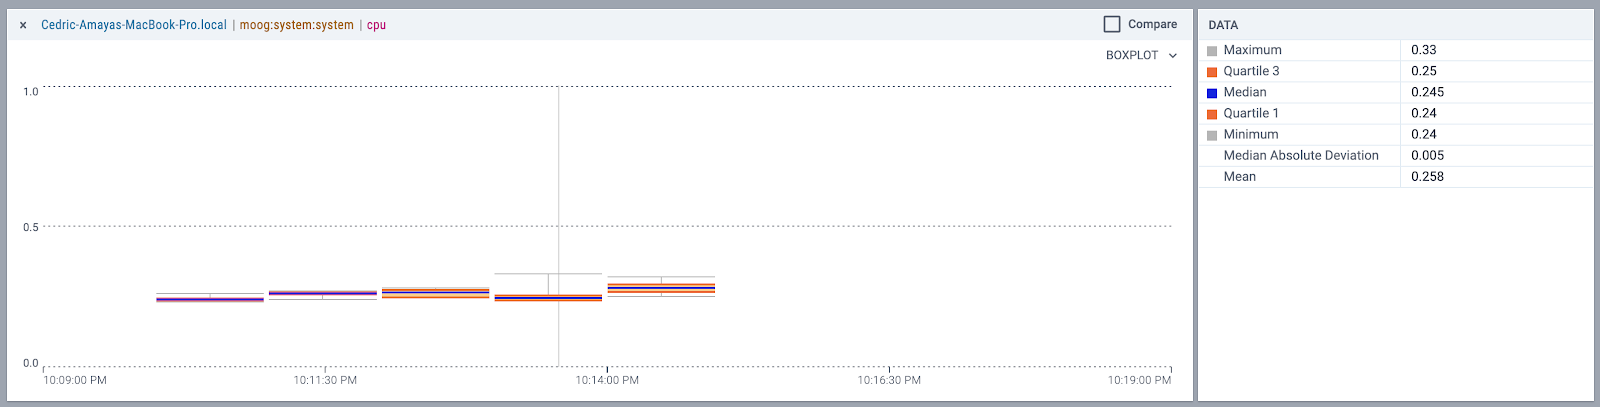 × Cedric-Amayas-MacBook-Pro.local | moog:system:system | cpu
Compare
BOXPLOT
1.0
0.5
0.0
10:09:00 PM 10:11:30 PM 10:14:00 PM 10:16:30 PM 10:19:00 PM
DATA
Maximum 0.33
Quartile 3 0.25
Median 0.245
Quartile 1 0.24
Minimum 0.24
Median Absolute Deviation 0.005
Mean 0.258